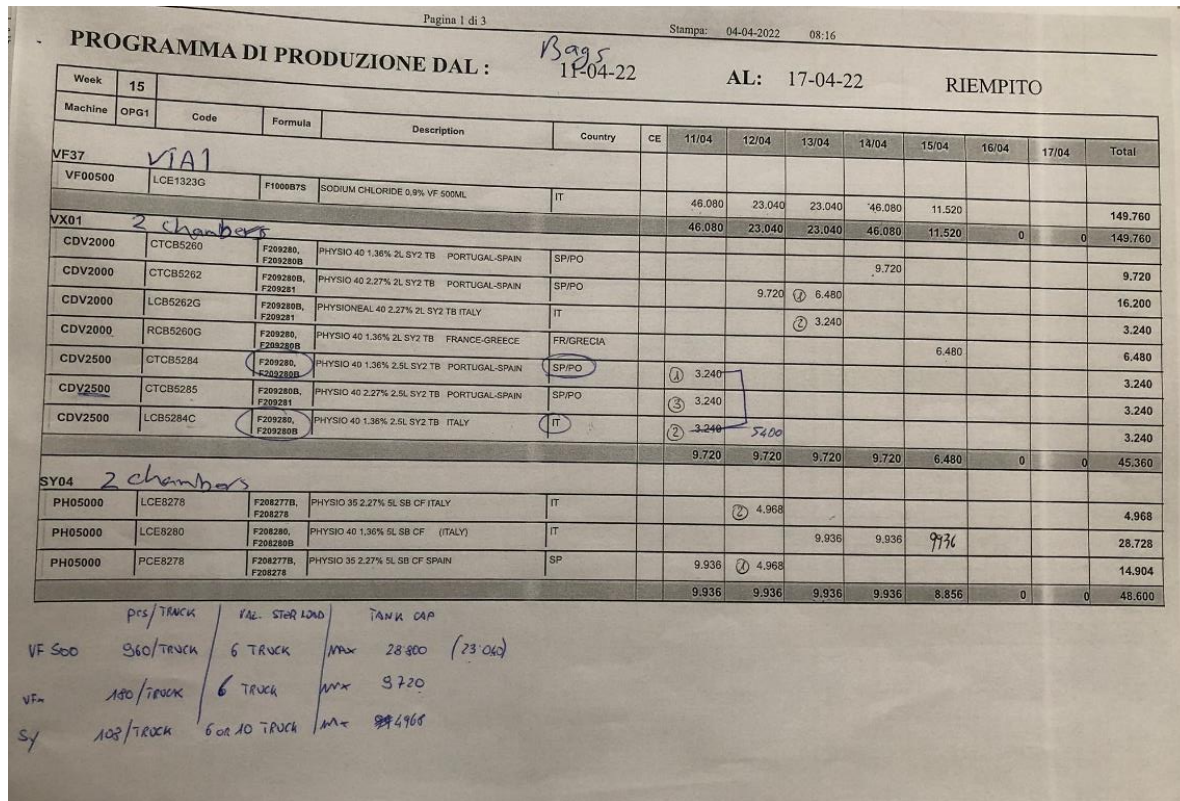 Pagina 1 di 3
Stampa: 04-04-2022 08:16
PROGRAMMA DI PRODUZIONE DAL : 11-04-22 AL: 17-04-22 RIEMPITO
Bags
Week 15
Machine OPG1 Code Formula Description Country CE 11/04 12/04 13/04 14/04 15/04 16/04 17/04 Total
VF37 VIA1
VF00500 LCE1323G F1000B7S SODIUM CHLORIDE 0.9% VF 500ML IT 46.080 23.040 23.040 46.080 11.520 149.760
46.080 23.040 23.040 46.080 11.520 0 0 149.760
VX01 2 chambers
CDV2000 CTCB5260 F209280, F209280B PHYSIO 40 1.36% 2L SY2 TB PORTUGAL-SPAIN SP/PO 9.720 9.720
CDV2000 CTCB5262 F209280B, F209281 PHYSIO 40 2.27% 2L SY2 TB PORTUGAL-SPAIN SP/PO 9.720 1 6.480 16.200
CDV2000 LCB5262G F209280B, F209281 PHYSIONEAL 40 2.27% 2L SY2 TB ITALY IT 2 3.240 3.240
CDV2000 RCB5260G F209280, F209280B PHYSIO 40 1.36% 2L SY2 TB FRANCE-GREECE FR/GRECIA 6.480 6.480
CDV2500 CTCB5284 F209280, F209280B PHYSIO 40 1.36% 2.5L SY2 TB PORTUGAL-SPAIN SP/PO 1 3.240 3.240
CDV2500 CTCB5285 F209280B, F209281 PHYSIO 40 2.27% 2.5L SY2 TB PORTUGAL-SPAIN SP/PO 3 3.240 3.240
CDV2500 LCB5284C F209280, F209280B PHYSIO 40 1.36% 2.5L SY2 TB ITALY IT 2 3.240 5400 3.240
9.720 9.720 9.720 9.720 6.480 0 0 45.360
SY04 2 chambers
PH05000 LCE8278 F208277B, F208278 PHYSIO 35 2.27% 5L SB CF ITALY IT 2 4.968 4.968
PH05000 LCE8280 F208280, F208280B PHYSIO 40 1,36% 5L SB CF (ITALY) IT 9.936 9.936 9936 28.728
PH05000 PCE8278 F208277B, F208278 PHYSIO 35 2.27% 5L SB CF SPAIN SP 9.936 1 4.968 14.904
9.936 9.936 9.936 9.936 8.856 0 0 48.600
pcs/TRUCK VAL. STER LOAD TANK CAP
VF 500 960/TRUCK 6 TRUCK MAX 28.800 (23.040)
180/TRUCK 6 TRUCK MAX 9720
Sy 108/TRUCK 6 OR 10 TRUCK MAX 4968